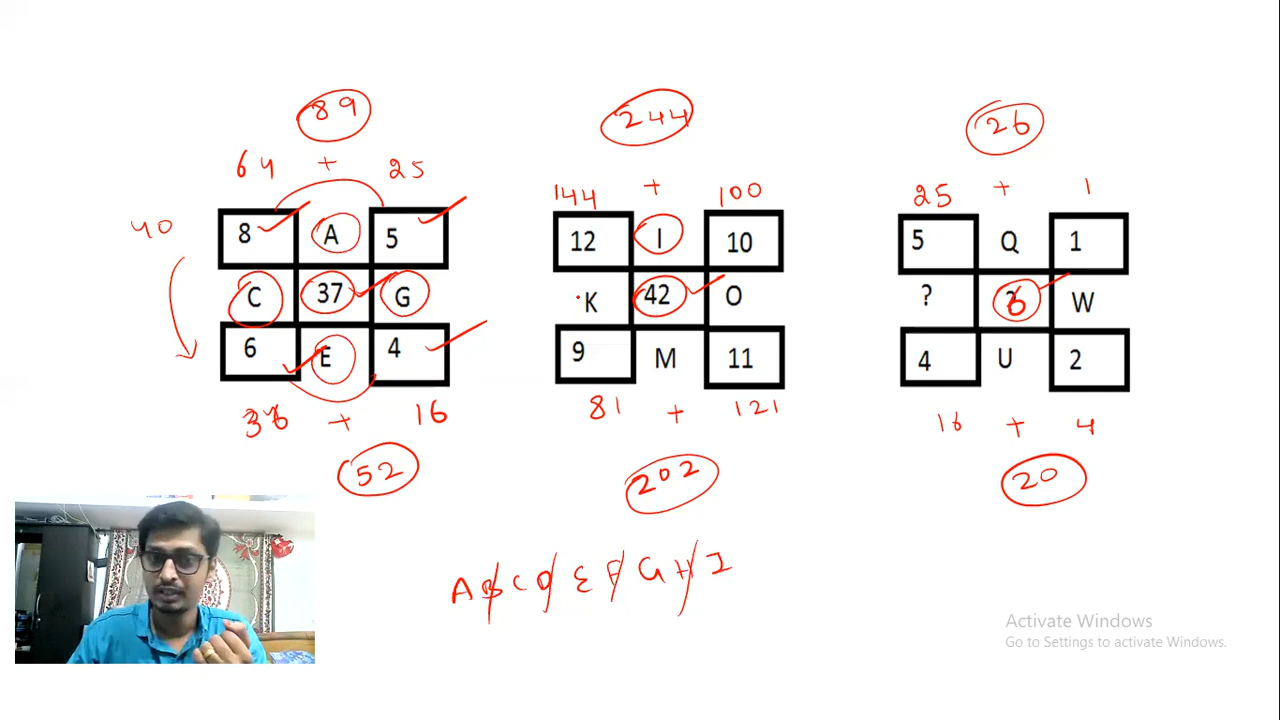 89 244 26
64 + 25 144 + 100 25 + 1
40
8 A 5 12 I 10 5 Q 1
C 37 G K 42 O ? 6 W
6 E 4 9 M 11 4 U 2
36 + 16 81 + 121 16 + 4
52 202 20
A B C D E F G H I
Activate Windows
Go to Settings to activate Windows.